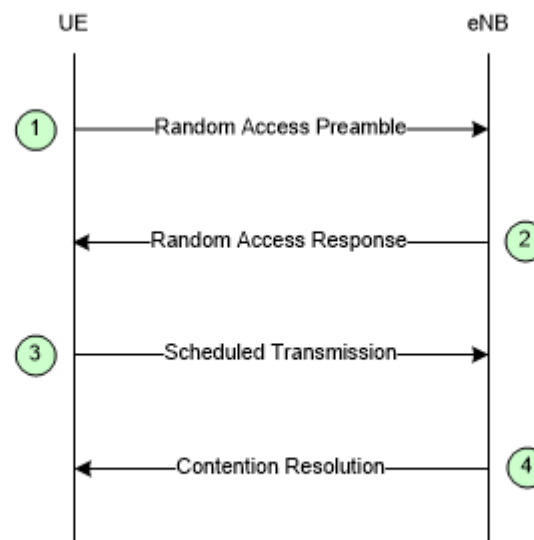 UE eNB
1 Random Access Preamble
Random Access Response 2
3 Scheduled Transmission
Contention Resolution 4